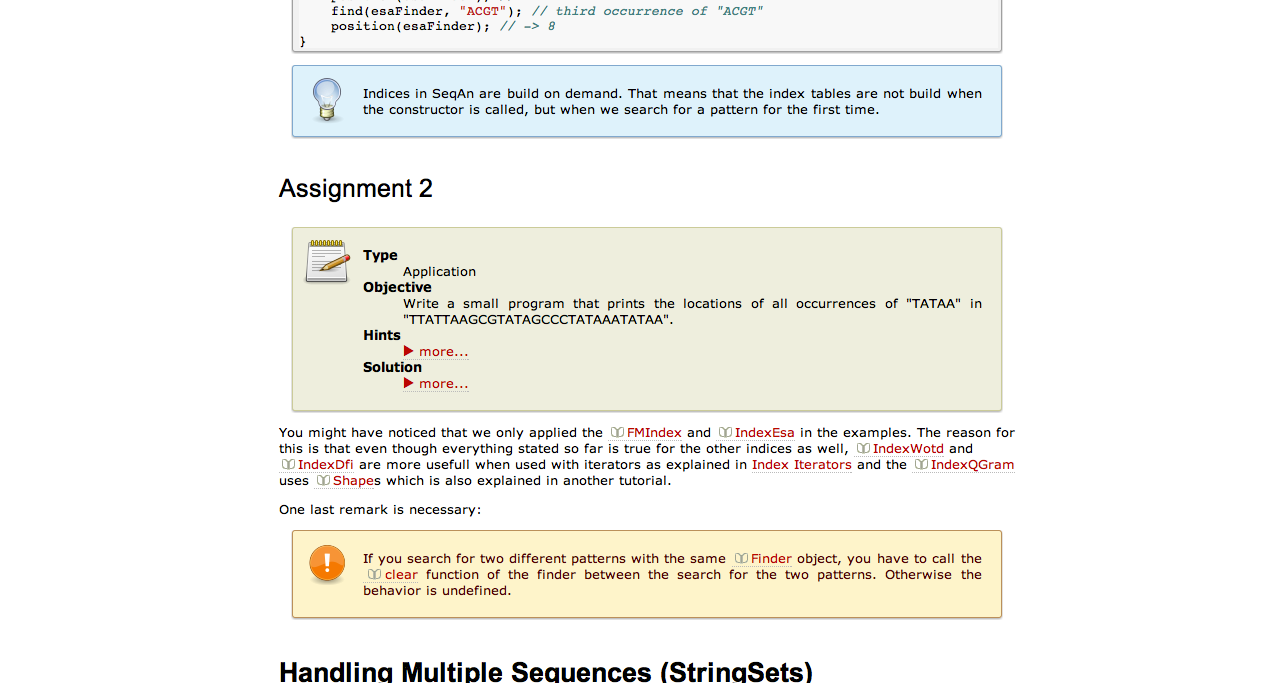 find(esaFinder, "ACGT"); // third occurrence of "ACGT"
position(esaFinder); // -> 8
}
Indices in SeqAn are build on demand. That means that the index tables are not build when
the constructor is called, but when we search for a pattern for the first time.
Assignment 2
Type
Application
Objective
Write a small program that prints the locations of all occurrences of "TATAA" in
"TTATTAAGCGTATAGCCCTATAAATATAA".
Hints
more...
Solution
more...
You might have noticed that we only applied the FMIndex and IndexEsa in the examples. The reason for
this is that even though everything stated so far is true for the other indices as well, IndexWotd and
IndexDfi are more usefull when used with iterators as explained in Index Iterators and the IndexQGram
uses Shapes which is also explained in another tutorial.
One last remark is necessary:
If you search for two different patterns with the same Finder object, you have to call the
clear function of the finder between the search for the two patterns. Otherwise the
behavior is undefined.
Handling Multiple Sequences (StringSets)